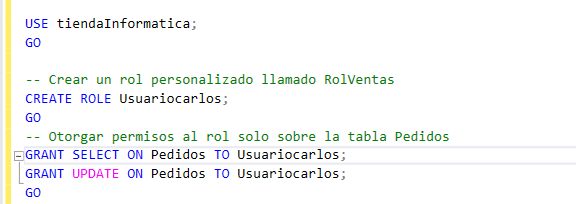 USE tiendaInformatica;
GO
-- Crear un rol personalizado llamado RolVentas
CREATE ROLE Usuariocarlos;
GO
-- Otorgar permisos al rol solo sobre la tabla Pedidos
GRANT SELECT ON Pedidos TO Usuariocarlos;
GRANT UPDATE ON Pedidos TO Usuariocarlos;
GO